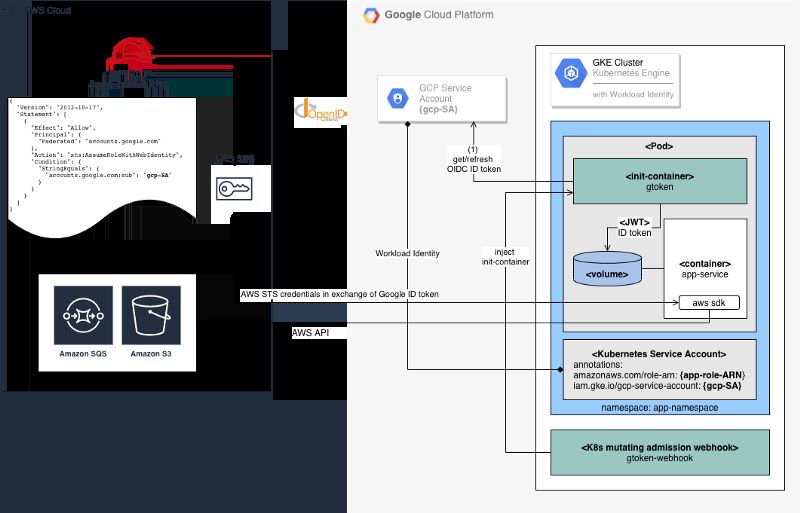 AWS Cloud
Google Cloud Platform
{
"Version": "2012-10-17",
"Statement": [
{
"Effect": "Allow",
"Principal": {
"Federated": "accounts.google.com"
},
"Action": "sts:AssumeRoleWithWebIdentity",
"Condition": {
"StringEquals": {
"accounts.google.com:sub": "gcp-SA"
}
}
}
]
}
OpenID
GCP Service
Account
{gcp-SA}
GKE Cluster
Kubernetes Engine
with Workload Identity
(1)
get/refresh
OIDC ID token
<Pod>
<init-container>
gtoken
<JWT>
ID token
<volume>
<container>
app-service
aws sdk
Workload Identity
inject
init-container
AWS STS credentials in exchange of Google ID token
AWS API
Amazon SQS
Amazon S3
<Kubernetes Service Account>
annotations:
amazonaws.com/role-arn: {app-role-ARN}
iam.gke.io/gcp-service-account: {gcp-SA}
namespace: app-namespace
<K8s mutating admission webhook>
gtoken-webhook